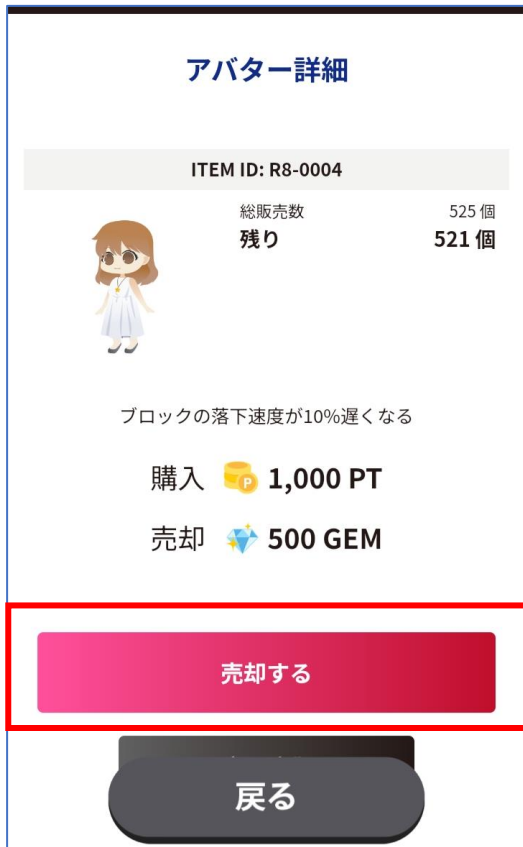 アバター詳細
ITEM ID: R8-0004
総販売数 525 個
残り 521 個
ブロックの落下速度が10%遅くなる
購入 P 1,000 PT
売却 500 GEM
売却する
戻る